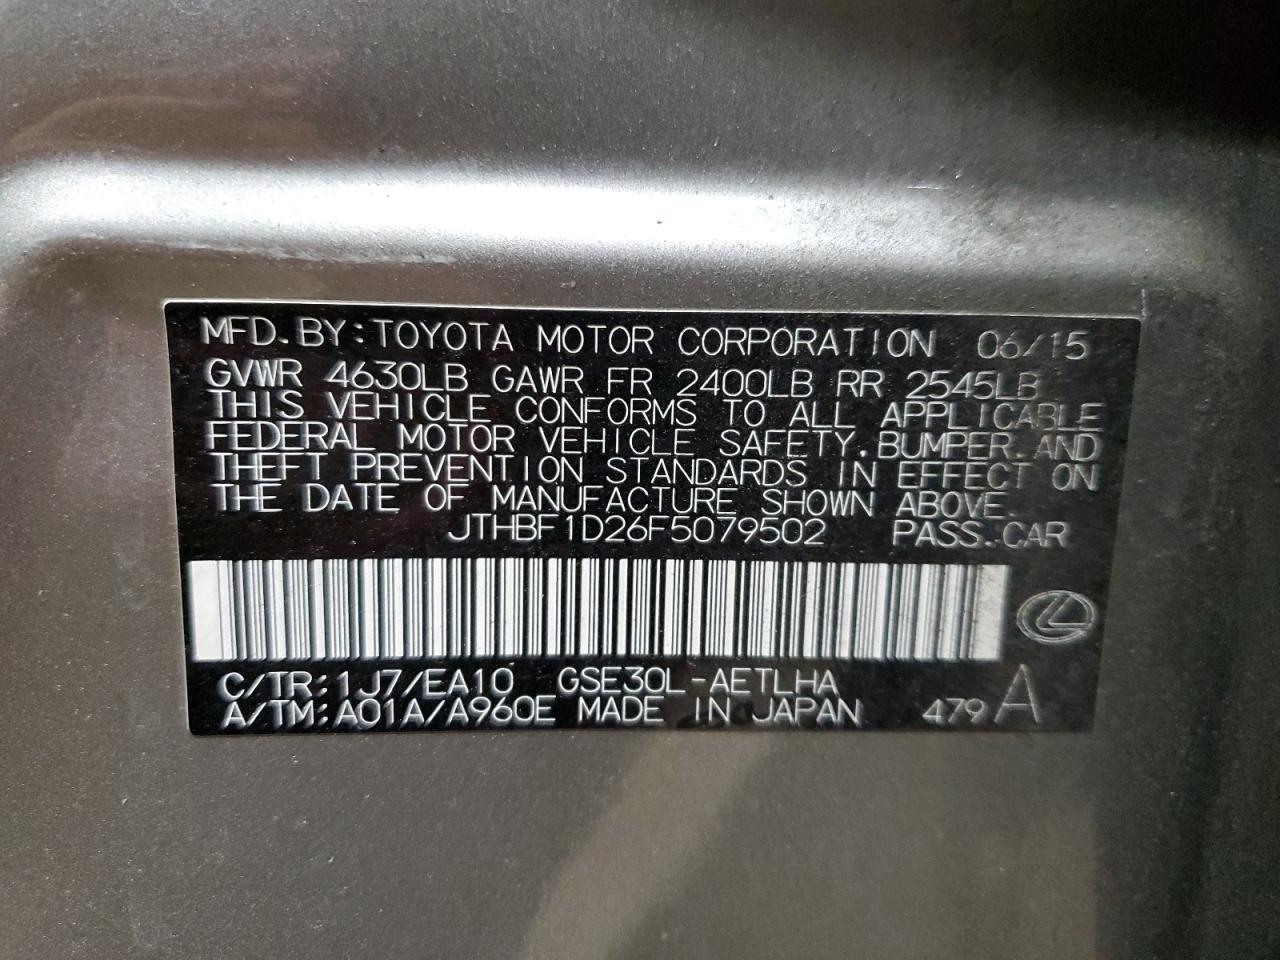 MFD. BY: TOYOTA MOTOR CORPORATION 06/15
GVWR 4630LB GAWR FR 2400LB RR 2545LB
THIS VEHICLE CONFORMS TO ALL APPLICABLE
FEDERAL MOTOR VEHICLE SAFETY, BUMPER, AND
THEFT PREVENTION STANDARDS IN EFFECT ON
THE DATE OF MANUFACTURE SHOWN ABOVE.
JTHBF1D26F5079502 PASS. CAR
C/TR: 1J7/EA10 GSE30L-AETLHA
A/TM: A01A/A960E MADE IN JAPAN 479 A